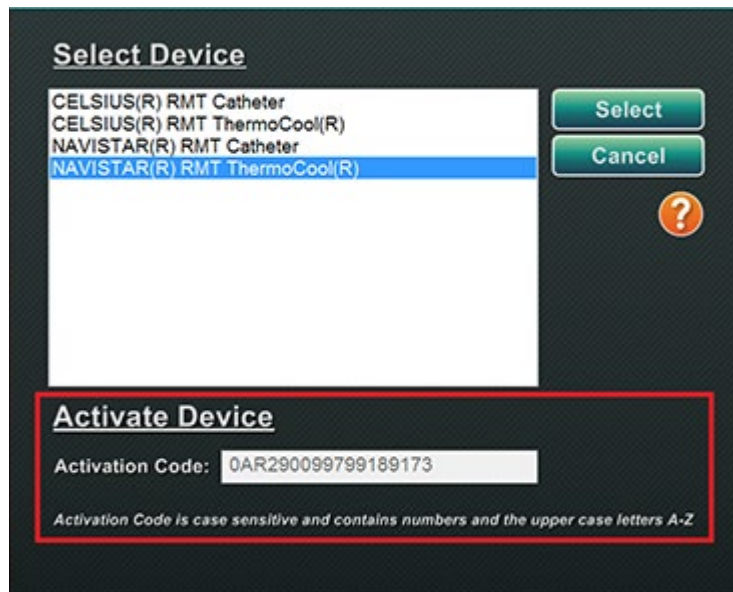 Select Device
CELSIUS(R) RMT Catheter
CELSIUS(R) RMT ThermoCool(R)
NAVISTAR(R) RMT Catheter
NAVISTAR(R) RMT ThermoCool(R)
Select
Cancel
?
Activate Device
Activation Code: 0AR290099799189173
Activation Code is case sensitive and contains numbers and the upper case letters A-Z